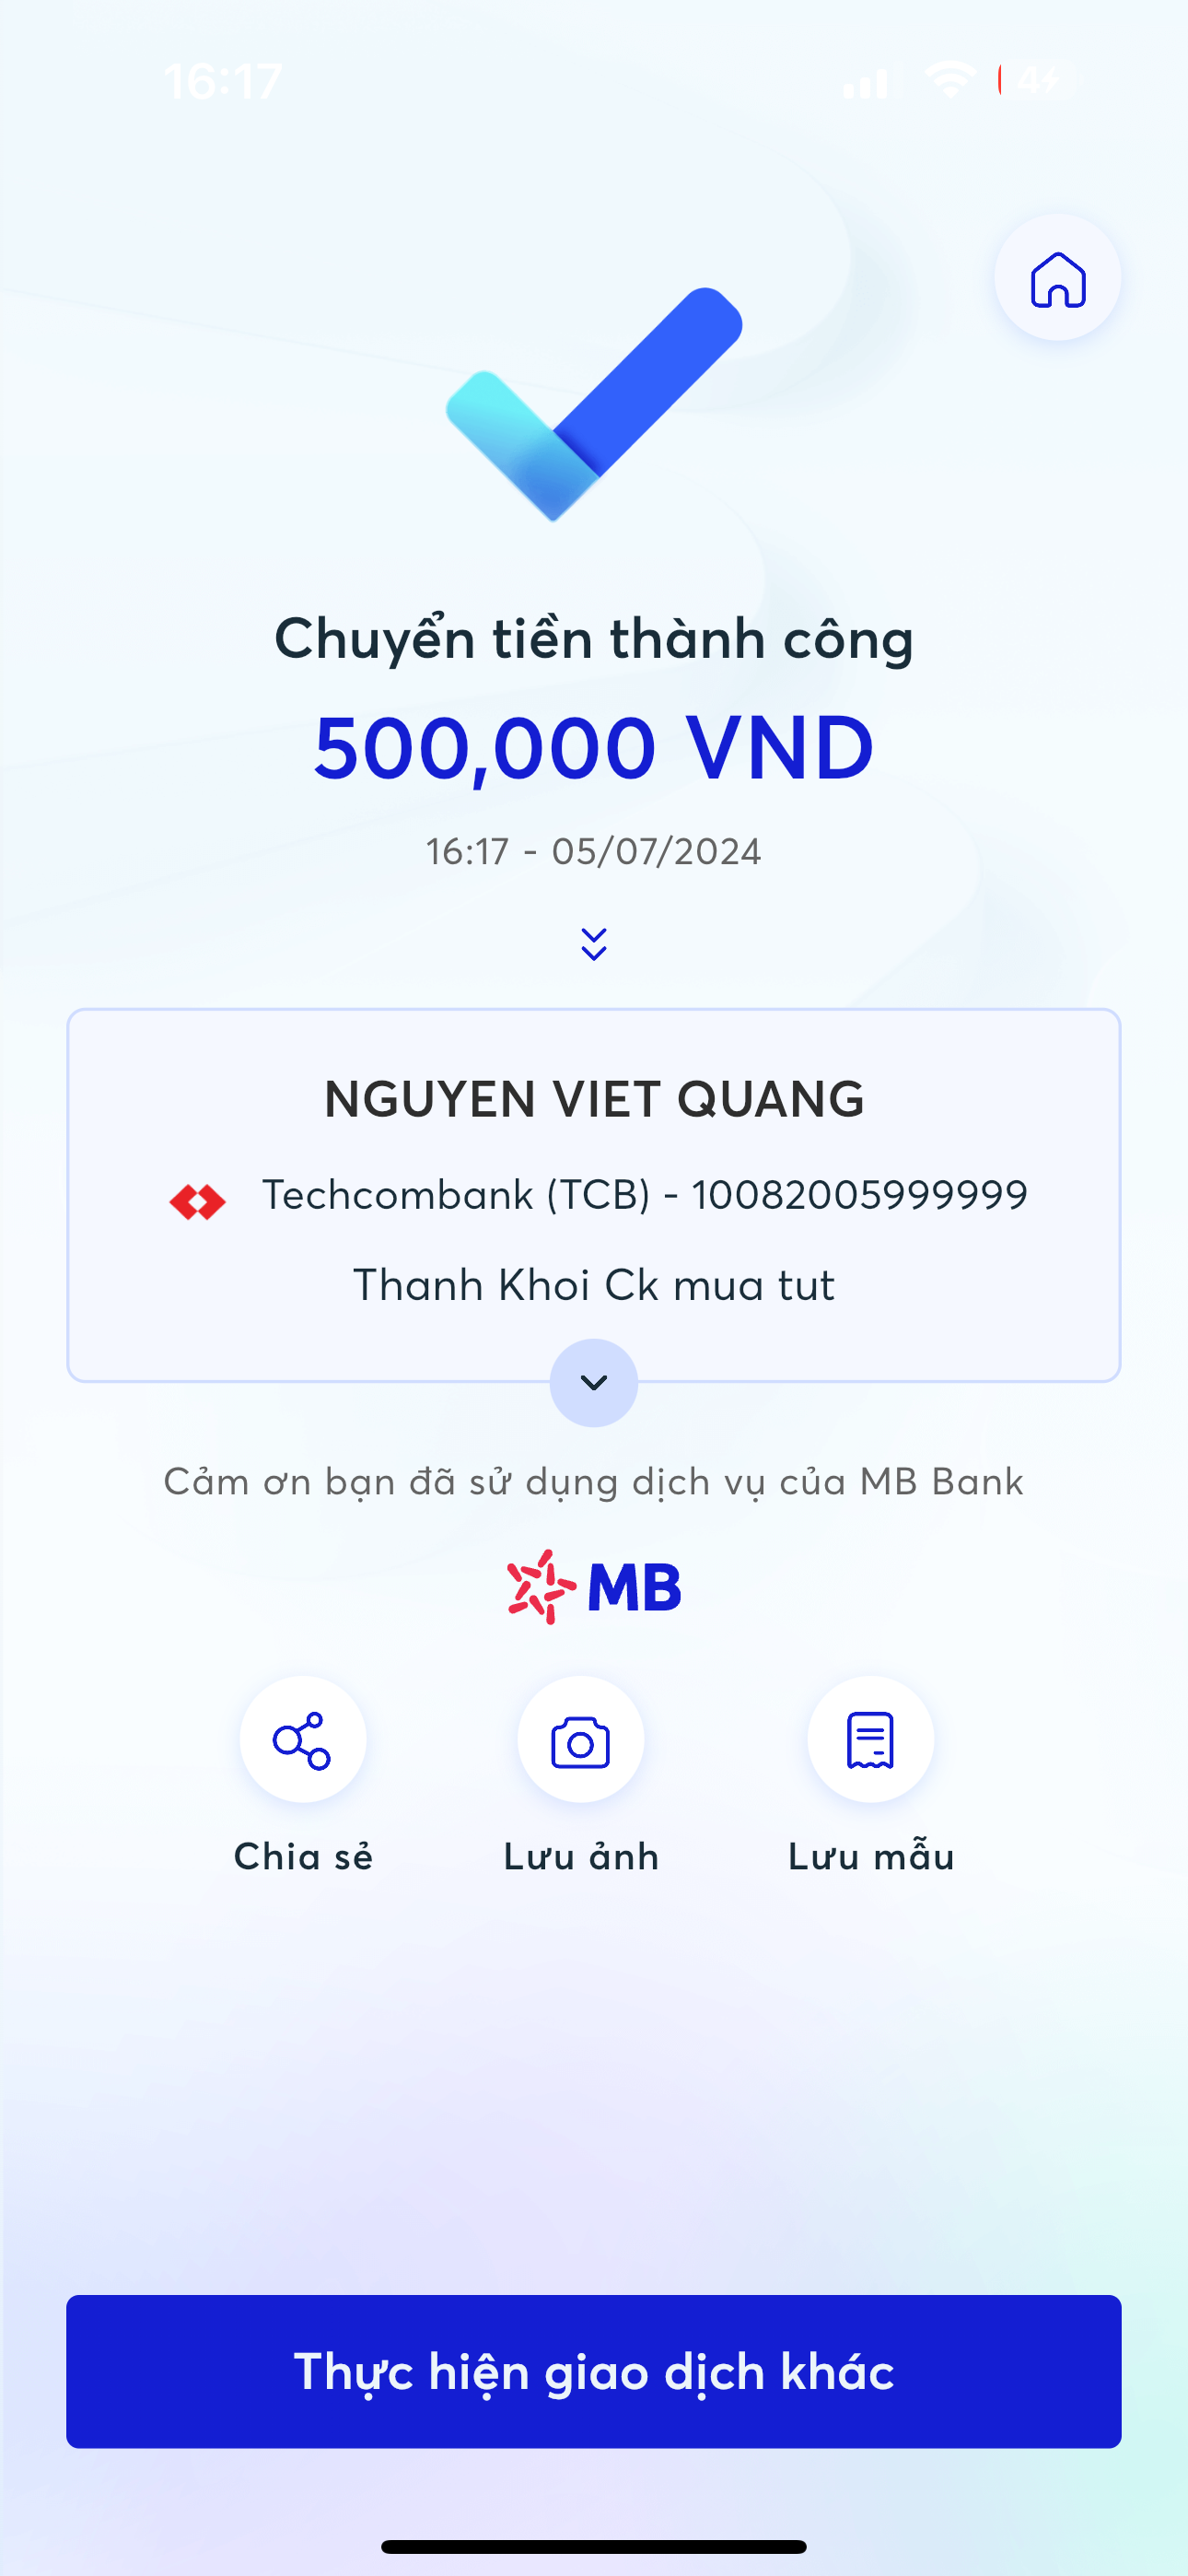 16:17
4
Chuyển tiền thành công
500,000 VND
16:17 - 05/07/2024
NGUYEN VIET QUANG
Techcombank (TCB) - 10082005999999
Thanh Khoi Ck mua tut
Cảm ơn bạn đã sử dụng dịch vụ của MB Bank
MB
Chia sẻ
Lưu ảnh
Lưu mẫu
Thực hiện giao dịch khác